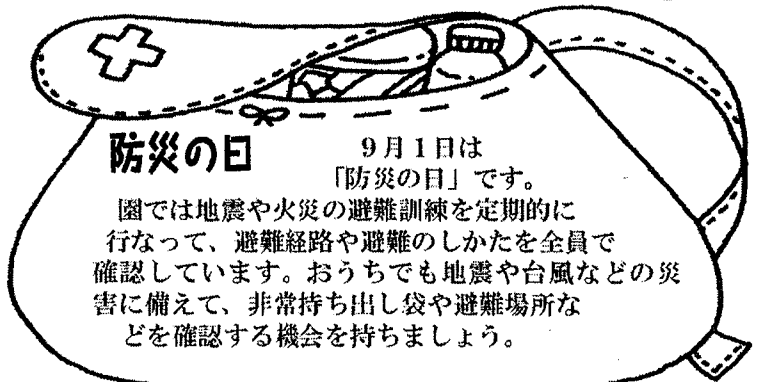 防災の日
9月1日は
「防災の日」です。
園では地震や火災の避難訓練を定期的に
行なって、避難経路や避難のしかたを全員で
確認しています。おうちでも地震や台風などの災
害に備えて、非常持ち出し袋や避難場所な
どを確認する機会を持ちましょう。